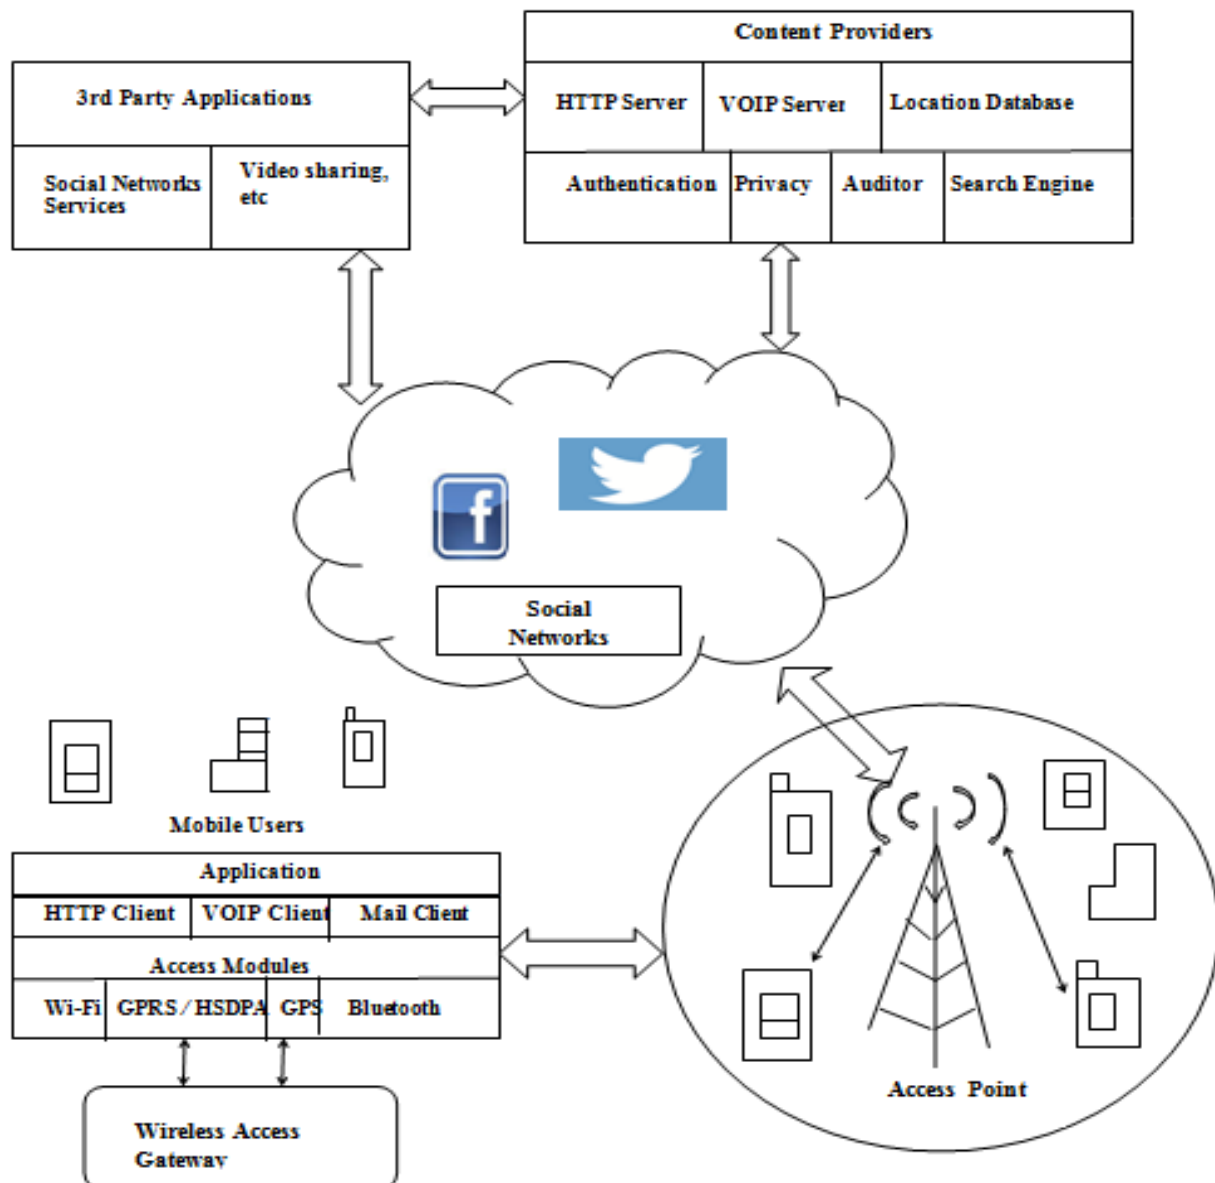 Content Providers
3rd Party Applications
HTTP Server
VOIP Server
Location Database
Social Networks
Services
Video sharing,
etc
Authentication
Privacy
Auditor
Search Engine
f
Social
Networks
Mobile Users
Application
HTTP Client
VOIP Client
Mail Client
Access Modules
Wi-Fi
GPRS / HSDPA
GPS
Bluetooth
Access Point
Wireless Access
Gateway